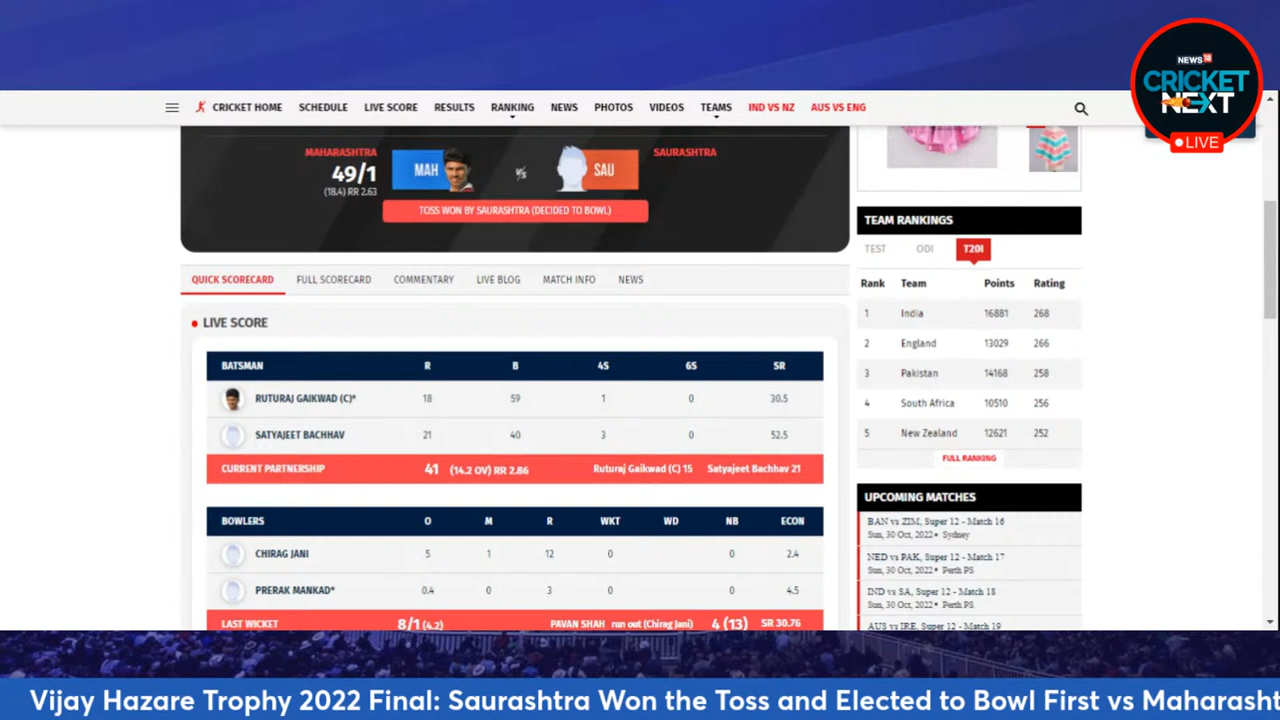 NEWS 18
CRICKET
NEXT
LIVE
CRICKET HOME SCHEDULE LIVE SCORE RESULTS RANKING NEWS PHOTOS VIDEOS TEAMS IND VS NZ AUS VS ENG
MAHARASHTRA
49/1
(18.4) RR 2.63
MAH V/S SAU
SAURASHTRA
TOSS WON BY SAURASHTRA (DECIDED TO BOWL)
QUICK SCORECARD FULL SCORECARD COMMENTARY LIVE BLOG MATCH INFO NEWS
LIVE SCORE
BATSMAN R B 4S 6S SR
RUTURAJ GAIKWAD (C)* 18 59 1 0 30.5
SATYAJEET BACHHAV 21 40 3 0 52.5
CURRENT PARTNERSHIP 41 (14.2 OV) RR 2.86 Ruturaj Gaikwad (C) 15 Satyajeet Bachhav 21
BOWLERS O M R WKT WD NB ECON
CHIRAG JANI 5 1 12 0 0 2.4
PRERAK MANKAD* 0.4 0 3 0 0 4.5
LAST WICKET 8/1 (4.2) PAVAN SHAH run out (Chirag Jani) 4 (13) SR 30.76
TEAM RANKINGS
TEST ODI T20I
Rank Team Points Rating
1 India 16881 268
2 England 13029 266
3 Pakistan 14168 258
4 South Africa 10510 256
5 New Zealand 12621 252
FULL RANKING
UPCOMING MATCHES
BAN vs ZIM, Super 12 - Match 16
Sun, 30 Oct, 2022• Sydney
NED vs PAK, Super 12 - Match 17
Sun, 30 Oct, 2022• Perth PS
IND vs SA, Super 12 - Match 18
Sun, 30 Oct, 2022• Perth PS
AUS vs IRE, Super 12 - Match 19
Vijay Hazare Trophy 2022 Final: Saurashtra Won the Toss and Elected to Bowl First vs Maharasht